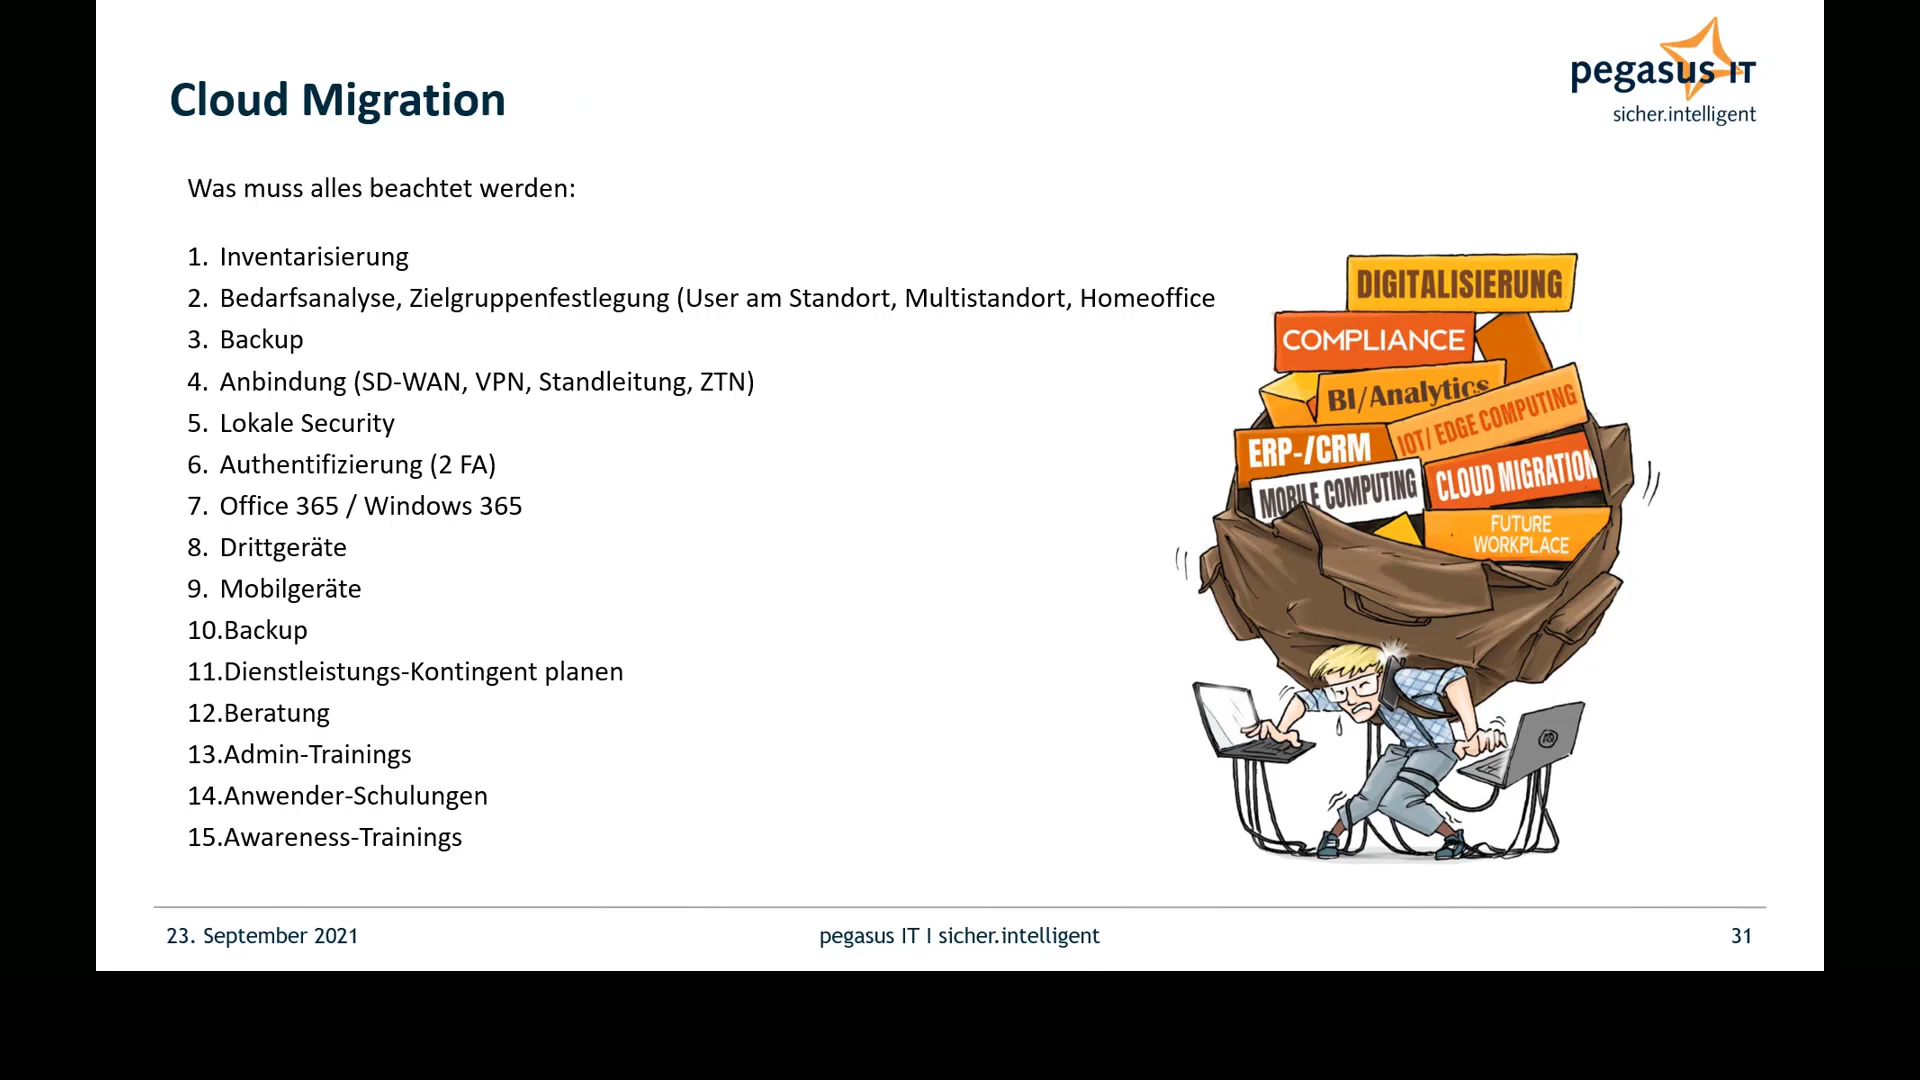 pegasus IT
sicher.intelligent
Cloud Migration
Was muss alles beachtet werden:
1. Inventarisierung
2. Bedarfsanalyse, Zielgruppenfestlegung (User am Standort, Multistandort, Homeoffice
3. Backup
4. Anbindung (SD-WAN, VPN, Standleitung, ZTN)
5. Lokale Security
6. Authentifizierung (2 FA)
7. Office 365 / Windows 365
8. Drittgeräte
9. Mobilgeräte
10.Backup
11.Dienstleistungs-Kontingent planen
12.Beratung
13.Admin-Trainings
14.Anwender-Schulungen
15.Awareness-Trainings
DIGITALISIERUNG
COMPLIANCE
BI/Analytics
IOT/ EDGE COMPUTING
ERP-/CRM
MOBILE COMPUTING
CLOUD MIGRATION
FUTURE
WORKPLACE
23. September 2021
pegasus IT I sicher.intelligent
31